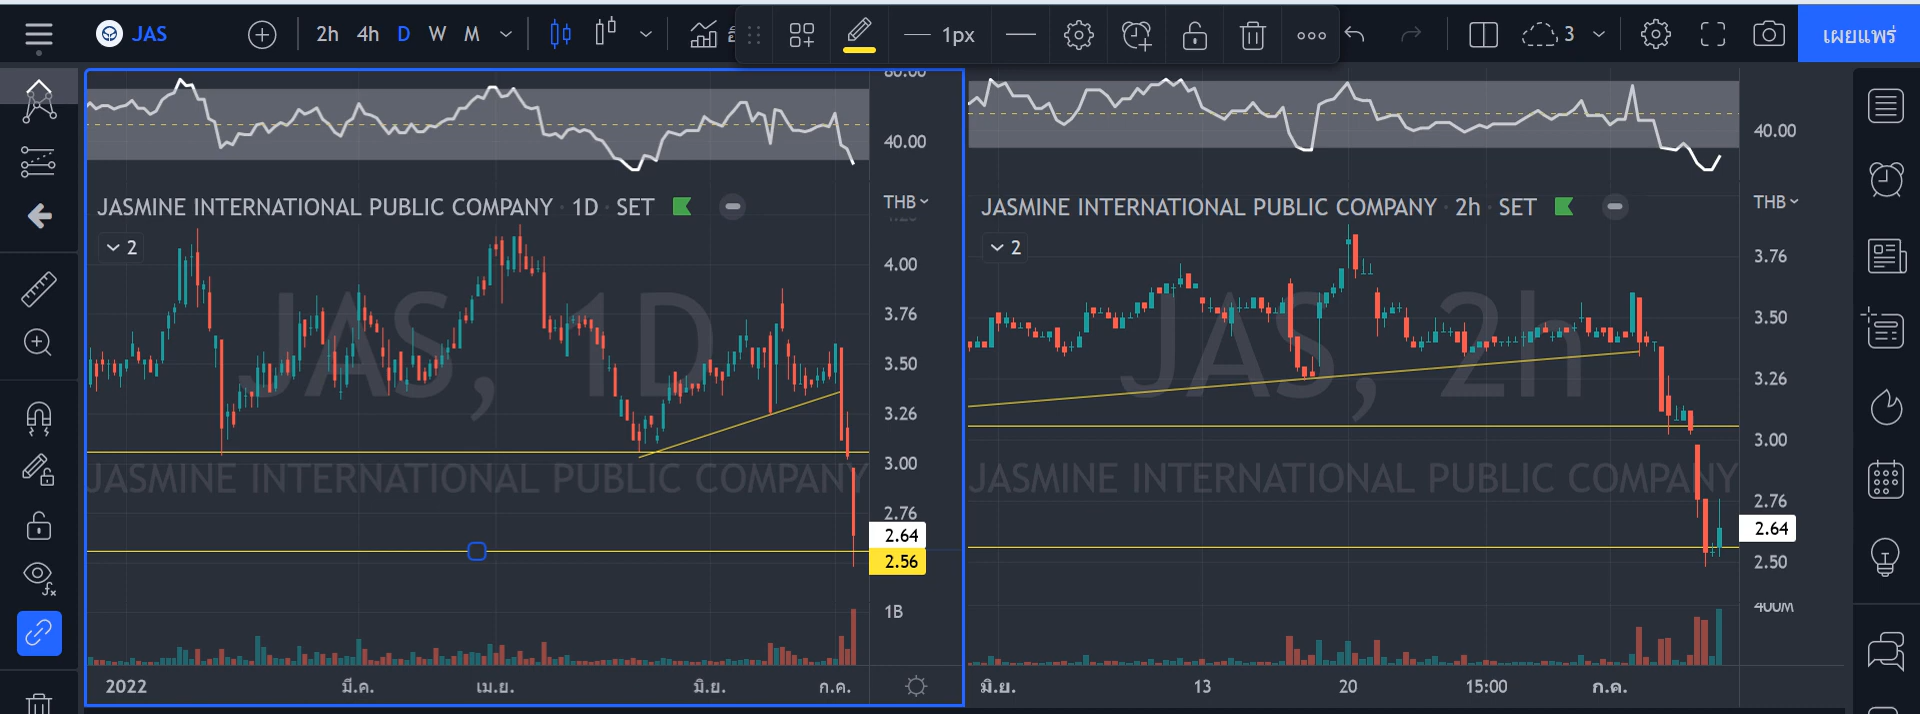 JAS 2h 4h D W M 1px 3 เผยแพร่
JASMINE INTERNATIONAL PUBLIC COMPANY · 1D · SET
2
JAS, 1D
JASMINE INTERNATIONAL PUBLIC COMPANY
80.00
40.00
THB
4.00
3.76
3.50
3.26
3.00
2.76
2.64
2.56
1B
2022 มี.ค. เม.ย. มิ.ย. ก.ค.
JASMINE INTERNATIONAL PUBLIC COMPANY · 2h · SET
2
JAS, 2h
JASMINE INTERNATIONAL PUBLIC COMPANY
40.00
THB
3.76
3.50
3.26
3.00
2.76
2.64
2.50
400M
มิ.ย. 13 20 15:00 ก.ค.